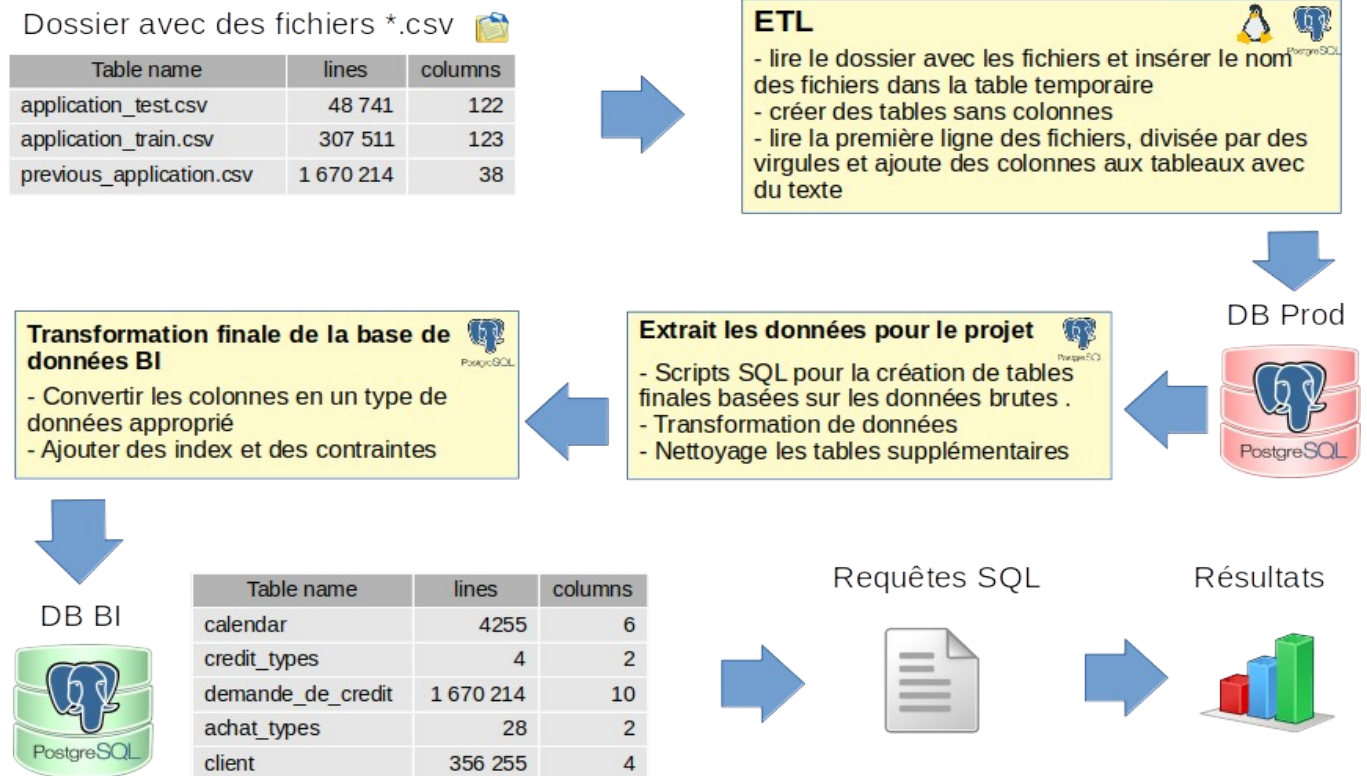 Dossier avec des fichiers *.csv
Table name lines columns
application_test.csv 48 741 122
application_train.csv 307 511 123
previous_application.csv 1 670 214 38
ETL
PostgreSQL
- lire le dossier avec les fichiers et insérer le nom
des fichiers dans la table temporaire
- créer des tables sans colonnes
- lire la première ligne des fichiers, divisée par des
virgules et ajoute des colonnes aux tableaux avec
du texte
DB Prod
PostgreSQL
Extrait les données pour le projet
PostgreSQL
- Scripts SQL pour la création de tables
finales basées sur les données brutes .
- Transformation de données
- Nettoyage les tables supplémentaires
Transformation finale de la base de
données BI
PostgreSQL
- Convertir les colonnes en un type de
données approprié
- Ajouter des index et des contraintes
DB BI
PostgreSQL
Table name lines columns
calendar 4255 6
credit_types 4 2
demande_de_credit 1 670 214 10
achat_types 28 2
client 356 255 4
Requêtes SQL
Résultats